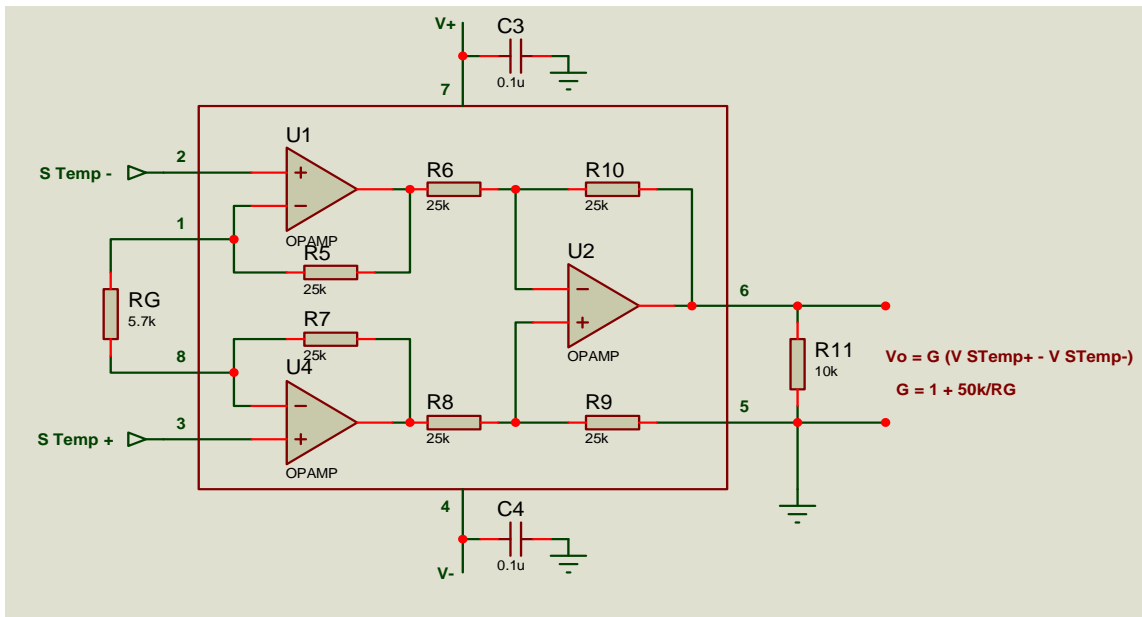 V+
C3
0.1u
7
U1
2
S Temp -
R6
25k
R10
25k
1
OPAMP
R5
25k
U2
6
RG
5.7k
R7
25k
8
U4
OPAMP
R11
10k
Vo = G (V STemp+ - V STemp-)
G = 1 + 50k/RG
R8
25k
R9
25k
5
3
S Temp +
OPAMP
4
C4
0.1u
V-